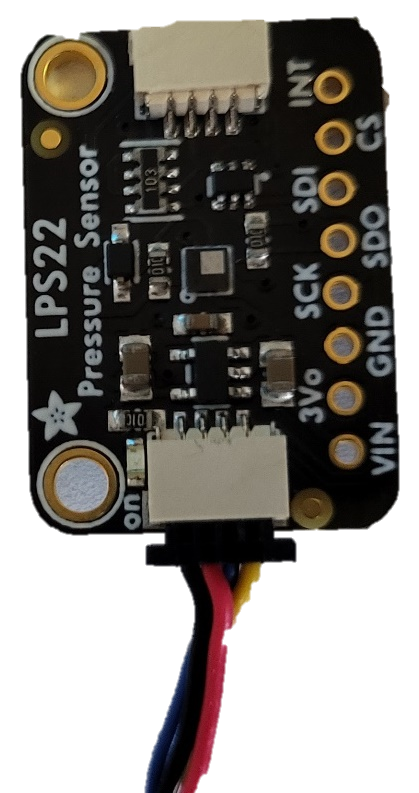 LPS22
Pressure Sensor
INT
CS
SDI
SDO
SCK
GND
3Vo
VIN
on
103